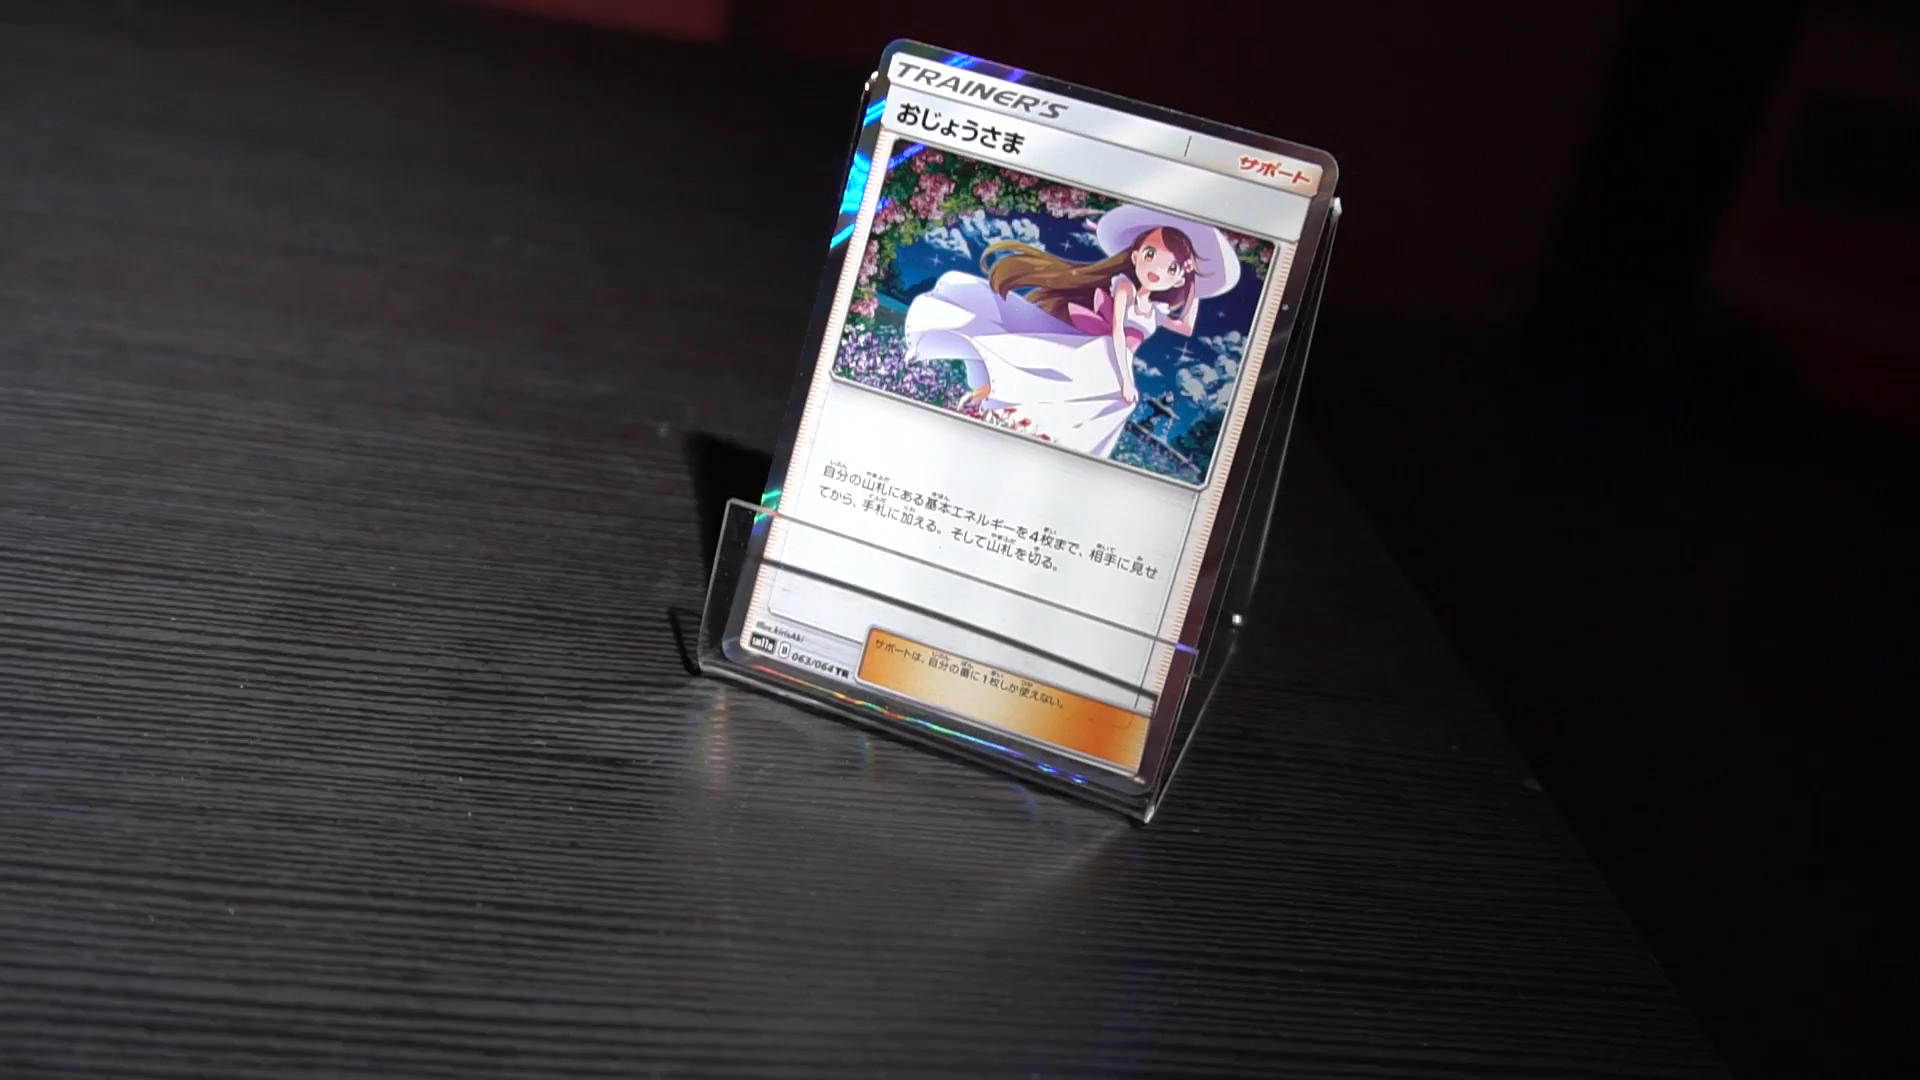 TRAINER'S
おじょうさま
サポート
自分の山札にある基本エネルギーを4枚まで、相手に見せ
てから、手札に加える。そして山札を切る。
Illus. kirisAki
sm11a B 063/064 TR
サポートは、自分の番に1枚しか使えない。